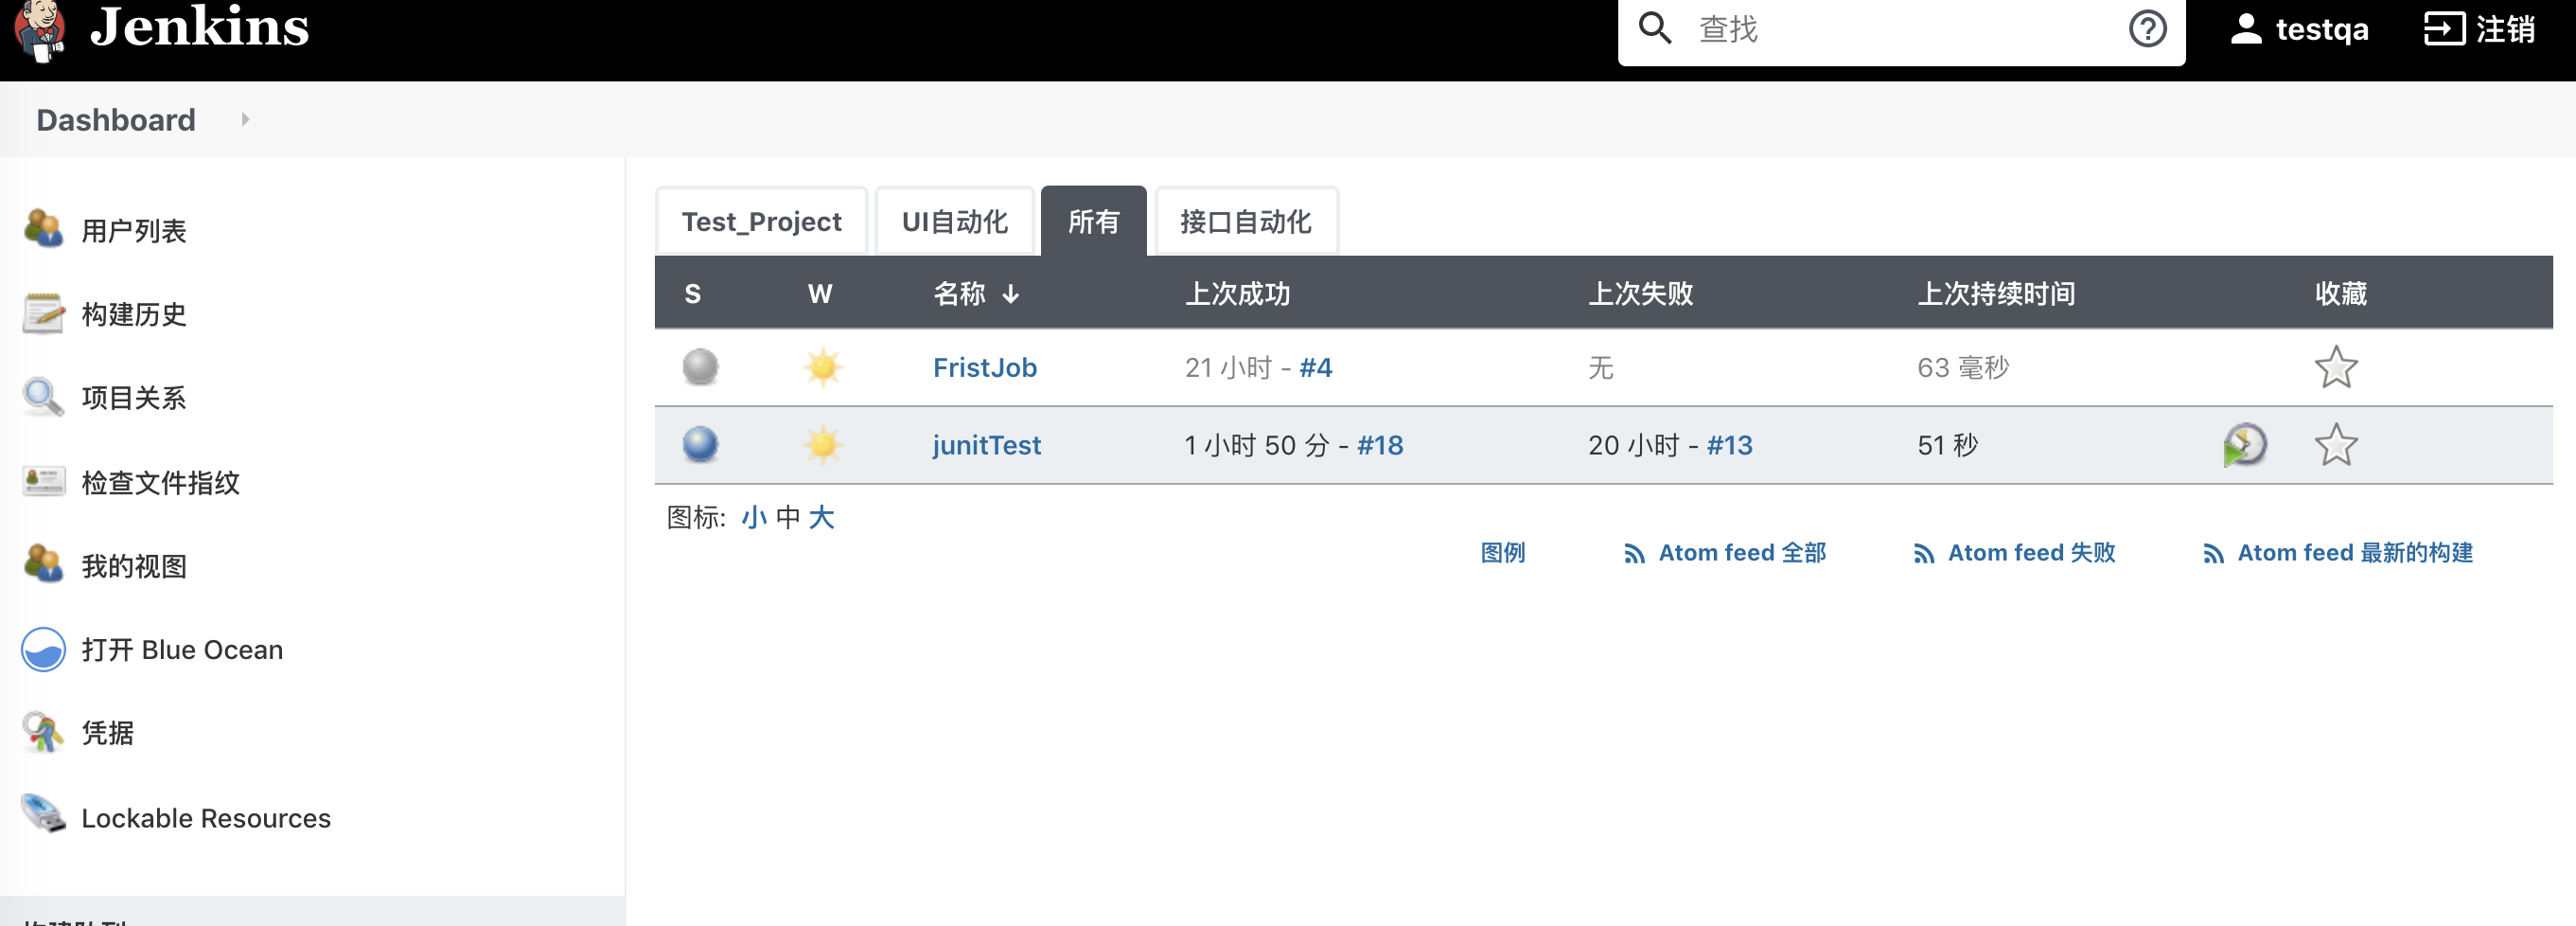 Jenkins
查找
testqa
注销
Dashboard
用户列表
构建历史
项目关系
检查文件指纹
我的视图
打开 Blue Ocean
凭据
Lockable Resources
构建队列
Test_Project
UI自动化
所有
接口自动化
S W 名称 ↓ 上次成功 上次失败 上次持续时间 收藏
FristJob 21 小时 - #4 无 63 毫秒
junitTest 1 小时 50 分 - #18 20 小时 - #13 51 秒
图标: 小 中 大
图例 Atom feed 全部 Atom feed 失败 Atom feed 最新的构建